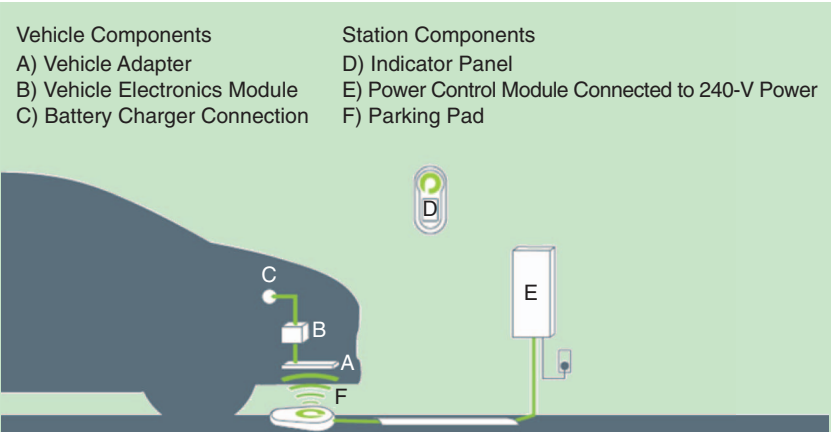 Vehicle Components
A) Vehicle Adapter
B) Vehicle Electronics Module
C) Battery Charger Connection
Station Components
D) Indicator Panel
E) Power Control Module Connected to 240-V Power
F) Parking Pad
D
C
E
B
A
F